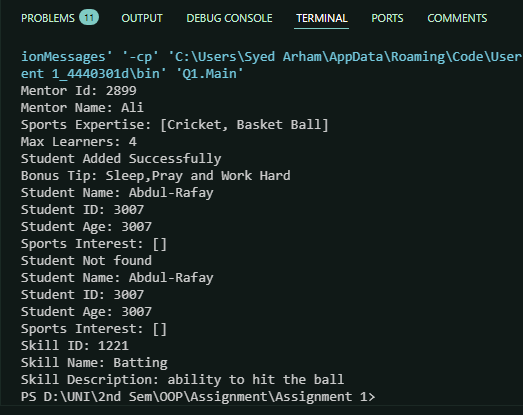 PROBLEMS 11 OUTPUT DEBUG CONSOLE TERMINAL PORTS COMMENTS
ionMessages' '-cp' 'C:\Users\Syed Arham\AppData\Roaming\Code\User
ent 1_4440301d\bin' 'Q1.Main'
Mentor Id: 2899
Mentor Name: Ali
Sports Expertise: [Cricket, Basket Ball]
Max Learners: 4
Student Added Successfully
Bonus Tip: Sleep,Pray and Work Hard
Student Name: Abdul-Rafay
Student ID: 3007
Student Age: 3007
Sports Interest: []
Student Not found
Student Name: Abdul-Rafay
Student ID: 3007
Student Age: 3007
Sports Interest: []
Skill ID: 1221
Skill Name: Batting
Skill Description: ability to hit the ball
PS D:\UNI\2nd Sem\OOP\Assignment\Assignment 1>